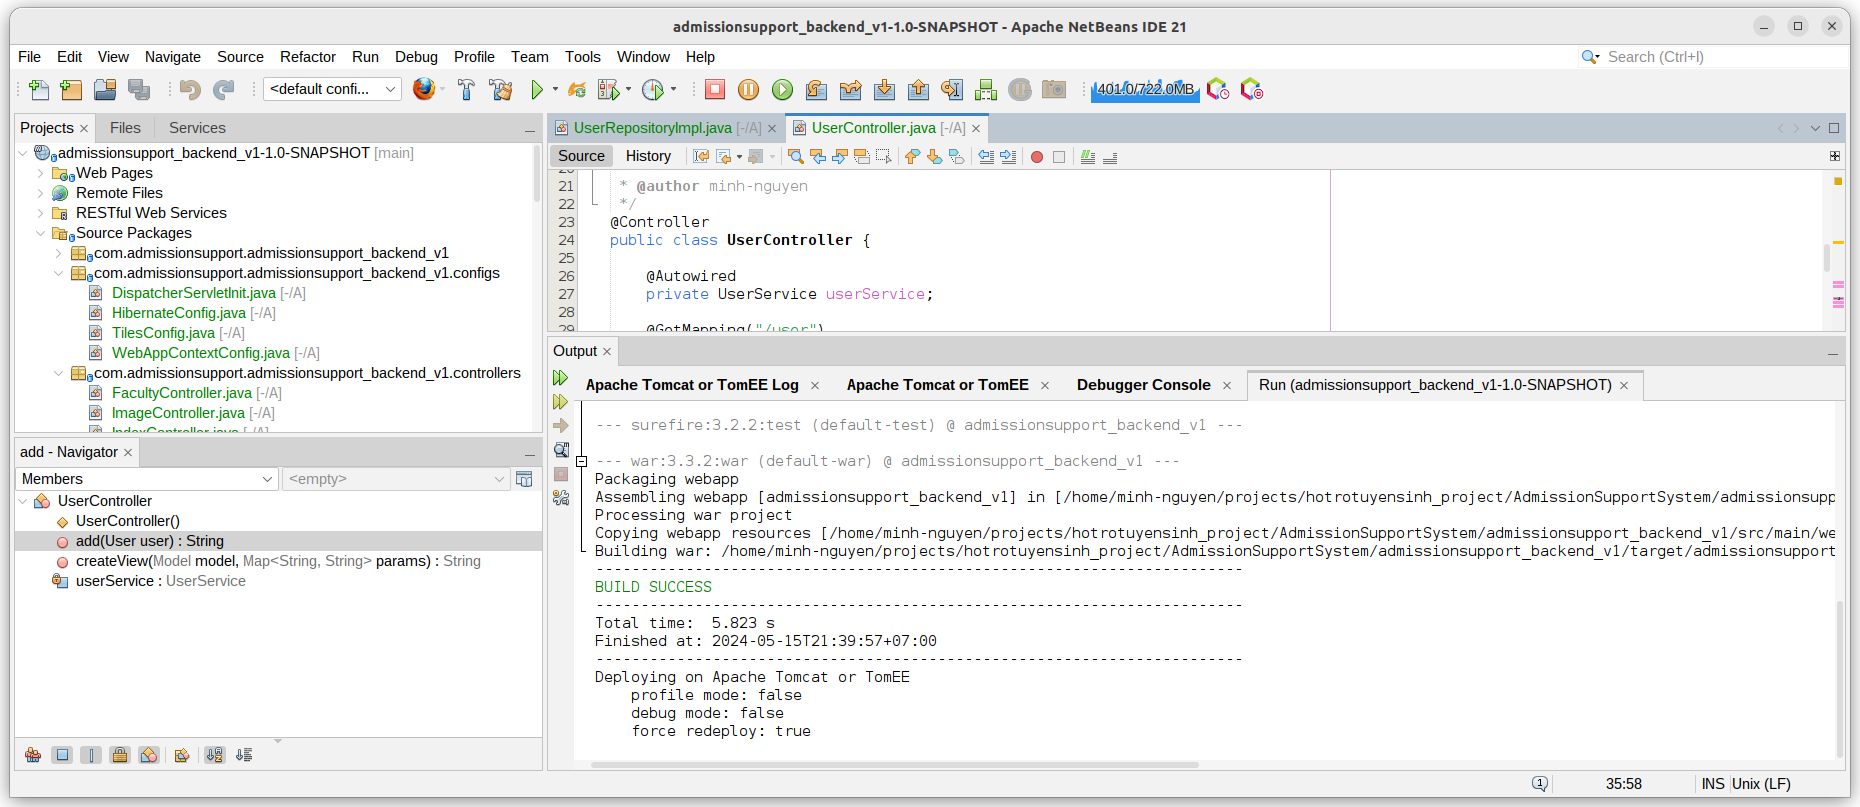 admissionsupport_backend_v1-1.0-SNAPSHOT - Apache NetBeans IDE 21
File Edit View Navigate Source Refactor Run Debug Profile Team Tools Window Help
Search (Ctrl+I)
<default confi...
401.0/722.0MB
Projects Files Services
admissionsupport_backend_v1-1.0-SNAPSHOT [main]
Web Pages
Remote Files
RESTful Web Services
Source Packages
com.admissionsupport.admissionsupport_backend_v1
com.admissionsupport.admissionsupport_backend_v1.configs
DispatcherServletInit.java [-/A]
HibernateConfig.java [-/A]
TilesConfig.java [-/A]
WebAppContextConfig.java [-/A]
com.admissionsupport.admissionsupport_backend_v1.controllers
FacultyController.java [-/A]
ImageController.java [-/A]
IndexController.java [-/A]
add - Navigator
Members
<empty>
UserController
UserController()
add(User user) : String
createView(Model model, Map<String, String> params) : String
userService : UserService
UserRepositoryImpl.java [-/A] UserController.java [-/A]
Source History
20
21 * @author minh-nguyen
22 */
23 @Controller
24 public class UserController {
25
26 @Autowired
27 private UserService userService;
28
29 @GetMapping("/user")
Output
Apache Tomcat or TomEE Log Apache Tomcat or TomEE Debugger Console Run (admissionsupport_backend_v1-1.0-SNAPSHOT)
--- surefire:3.2.2:test (default-test) @ admissionsupport_backend_v1 ---
--- war:3.3.2:war (default-war) @ admissionsupport_backend_v1 ---
Packaging webapp
Assembling webapp [admissionsupport_backend_v1] in [/home/minh-nguyen/projects/hotrotuyensinh_project/AdmissionSupportSystem/admissionsupp
Processing war project
Copying webapp resources [/home/minh-nguyen/projects/hotrotuyensinh_project/AdmissionSupportSystem/admissionsupport_backend_v1/src/main/we
Building war: /home/minh-nguyen/projects/hotrotuyensinh_project/AdmissionSupportSystem/admissionsupport_backend_v1/target/admissionsupport
------------------------------------------------------------------------
BUILD SUCCESS
------------------------------------------------------------------------
Total time:  5.823 s
Finished at: 2024-05-15T21:39:57+07:00
------------------------------------------------------------------------
Deploying on Apache Tomcat or TomEE
profile mode: false
debug mode: false
force redeploy: true
1
35:58
INS
Unix (LF)